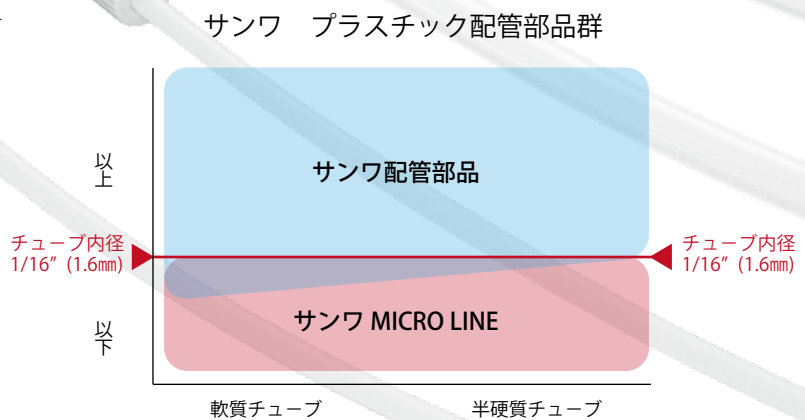 サンワ　プラスチック配管部品群
以上
サンワ配管部品
チューブ内径
1/16” (1.6㎜)
チューブ内径
1/16” (1.6㎜)
サンワ MICRO LINE
以下
軟質チューブ
半硬質チューブ